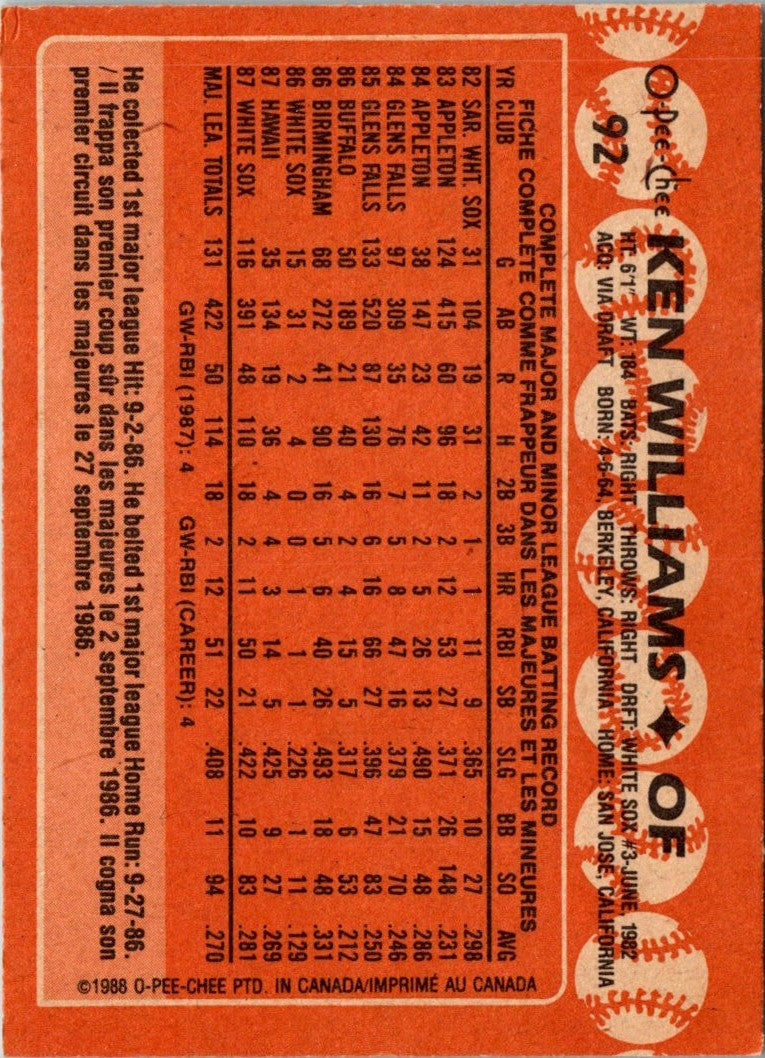 O-Pee-Chee KEN WILLIAMS ♦ OF
92 HT: 6'1" WT: 184 BATS: RIGHT THROWS: RIGHT DRFT: WHITE SOX #3-JUNE, 1982
ACQ: VIA DRAFT BORN: 4-6-64, BERKELEY, CALIFORNIA HOME: SAN JOSE, CALIFORNIA
COMPLETE MAJOR AND MINOR LEAGUE BATTING RECORD
FICHE COMPLETE COMME FRAPPEUR DANS LES MAJEURES ET LES MINEURES
YR CLUB G AB R H 2B 3B HR RBI SB SLG BB SO AVG
82 SAR. WHT. SOX 31 104 19 31 2 1 1 11 9 .365 10 27 .298
83 APPLETON 124 415 60 96 18 2 12 53 27 .371 26 148 .231
84 APPLETON 38 147 23 42 11 2 5 26 13 .490 15 48 .286
84 GLENS FALLS 97 309 35 76 7 5 8 47 16 .379 21 70 .246
85 GLENS FALLS 133 520 87 130 16 6 16 66 27 .396 47 83 .250
86 BUFFALO 50 189 21 40 4 2 4 15 5 .317 6 53 .212
86 BIRMINGHAM 68 272 41 90 16 5 6 40 26 .493 18 48 .331
86 WHITE SOX 15 31 2 4 0 0 1 1 1 .226 1 11 .129
87 HAWAII 35 134 19 36 4 4 3 14 5 .425 9 27 .269
87 WHITE SOX 116 391 48 110 18 2 11 50 21 .422 10 83 .281
MAJ. LEA. TOTALS 131 422 50 114 18 2 12 51 22 .408 11 94 .270
GW-RBI (1987): 4 GW-RBI (CAREER): 4
He colected 1st major league Hit: 9-2-86. He belted 1st major league Home Run: 9-27-86.
/ Il frappa son premier coup sûr dans les majeures le 2 septembre 1986. Il cogna son
premier circuit dans les majeures le 27 septembre 1986.
©1988 O-PEE-CHEE PTD. IN CANADA/IMPRIMÉ AU CANADA